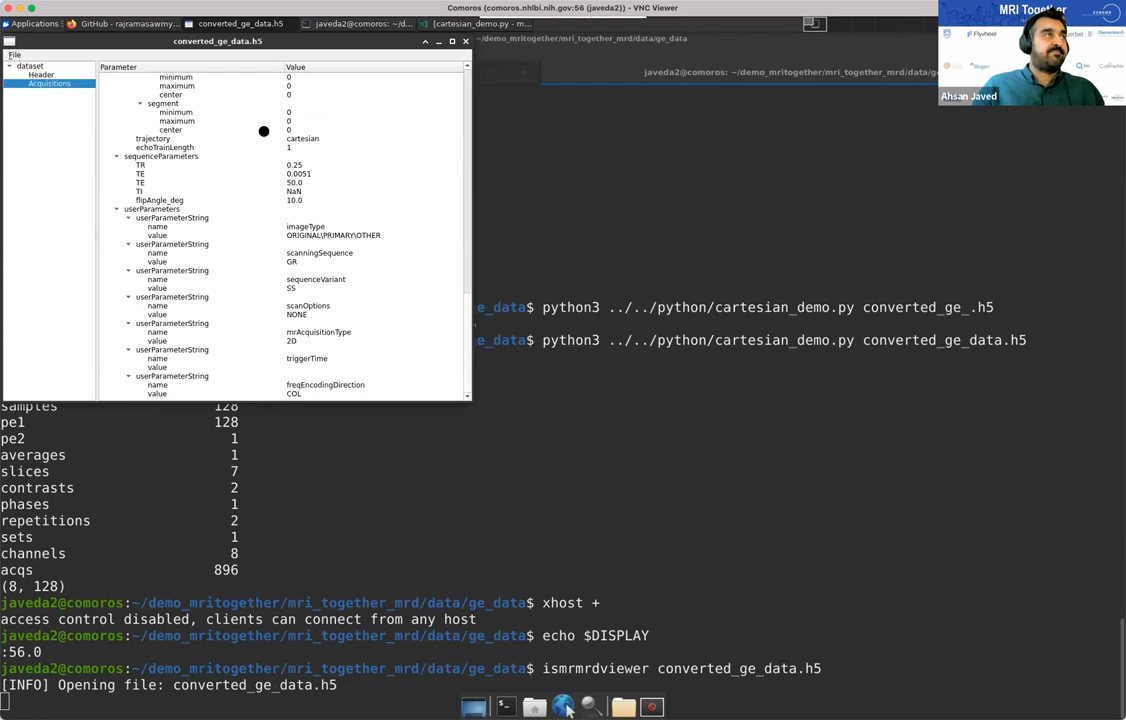 Comoros (comoros.nhlbi.nih.gov:56 (javeda2)) - VNC Viewer
Applications
GitHub - rajramasawmy...
converted_ge_data.h5
javeda2@comoros: ~/d...
[cartesian_demo.py - m...
converted_ge_data.h5
~/demo_mritogether/mri_together_mrd/data/ge_data
File
javeda2@comoros: ~/demo_mritogether/mri_together_mrd/data/ge
MRI Together
Flywheel
Ahsan Javed
dataset
Header
Acquisitions
Parameter Value
minimum 0
maximum 0
center 0
segment
minimum 0
maximum 0
center 0
trajectory cartesian
echoTrainLength 1
sequenceParameters
TR 0.25
TE 0.0051
TE 50.0
TI NaN
flipAngle_deg 10.0
userParameters
userParameterString
name imageType
value ORIGINAL\PRIMARY\OTHER
userParameterString
name scanningSequence
value GR
userParameterString
name sequenceVariant
value SS
userParameterString
name scanOptions
value NONE
userParameterString
name mrAcquisitionType
value 2D
userParameterString
name triggerTime
value
userParameterString
name freqEncodingDirection
value COL
ge_data$ python3 ../../python/cartesian_demo.py converted_ge_.h5
ge_data$ python3 ../../python/cartesian_demo.py converted_ge_data.h5
samples 128
pe1 128
pe2 1
averages 1
slices 7
contrasts 2
phases 1
repetitions 2
sets 1
channels 8
acqs 896
(8, 128)
javeda2@comoros:~/demo_mritogether/mri_together_mrd/data/ge_data$ xhost +
access control disabled, clients can connect from any host
javeda2@comoros:~/demo_mritogether/mri_together_mrd/data/ge_data$ echo $DISPLAY
:56.0
javeda2@comoros:~/demo_mritogether/mri_together_mrd/data/ge_data$ ismrmrdviewer converted_ge_data.h5
[INFO] Opening file: converted_ge_data.h5